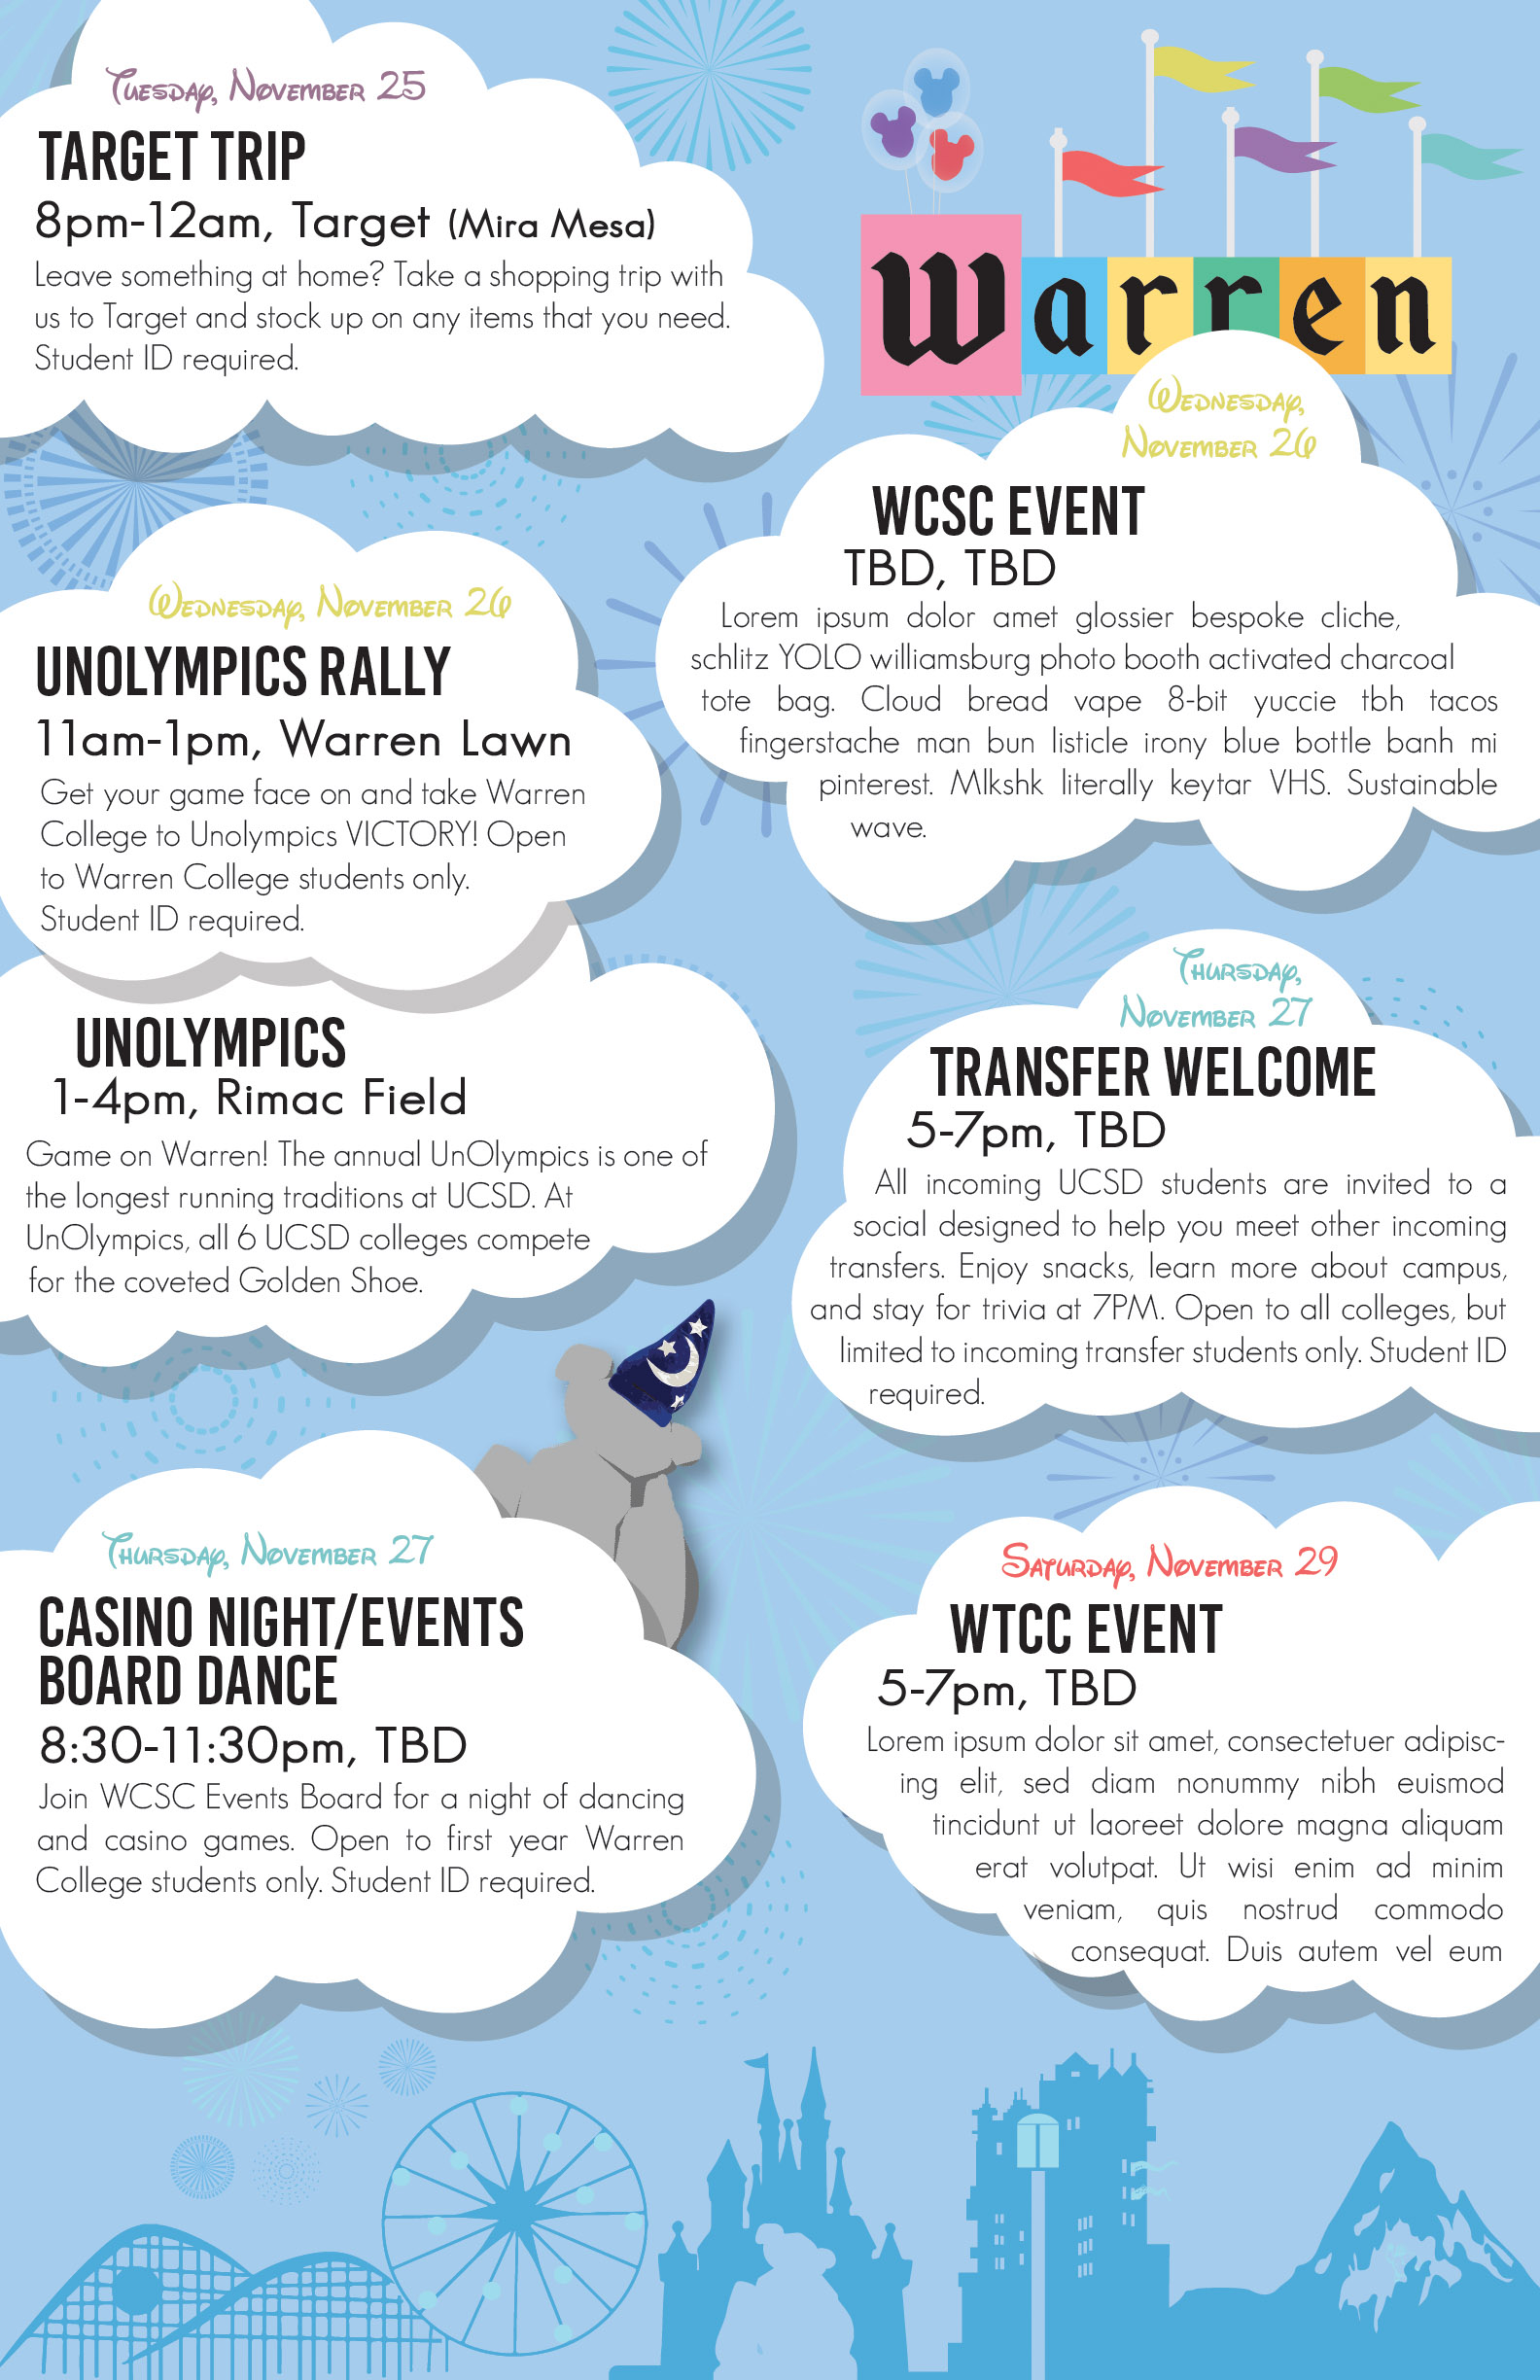 Tuesday, November 25
TARGET TRIP
8pm-12am, Target (Mira Mesa)
Leave something at home? Take a shopping trip with
us to Target and stock up on any items that you need.
Student ID required.
Warren
Wednesday, November 26
UNOLYMPICS RALLY
11am-1pm, Warren Lawn
Get your game face on and take Warren
College to Unolympics VICTORY! Open
to Warren College students only.
Student ID required.
UNOLYMPICS
1-4pm, Rimac Field
Game on Warren! The annual UnOlympics is one of
the longest running traditions at UCSD. At
UnOlympics, all 6 UCSD colleges compete
for the coveted Golden Shoe.
Thursday, November 27
CASINO NIGHT/EVENTS
BOARD DANCE
8:30-11:30pm, TBD
Join WCSC Events Board for a night of dancing
and casino games. Open to first year Warren
College students only. Student ID required.
Wednesday,
November 26
WCSC EVENT
TBD, TBD
Lorem ipsum dolor amet glossier bespoke cliche,
schlitz YOLO williamsburg photo booth activated charcoal
tote bag. Cloud bread vape 8-bit yuccie tbh tacos
fingerstache man bun listicle irony blue bottle banh mi
pinterest. Mlkshk literally keytar VHS. Sustainable
wave.
Thursday,
November 27
TRANSFER WELCOME
5-7pm, TBD
All incoming UCSD students are invited to a
social designed to help you meet other incoming
transfers. Enjoy snacks, learn more about campus,
and stay for trivia at 7PM. Open to all colleges, but
limited to incoming transfer students only. Student ID
required.
Saturday, November 29
WTCC EVENT
5-7pm, TBD
Lorem ipsum dolor sit amet, consectetuer adipisc-
ing elit, sed diam nonummy nibh euismod
tincidunt ut laoreet dolore magna aliquam
erat volutpat. Ut wisi enim ad minim
veniam, quis nostrud commodo
consequat. Duis autem vel eum